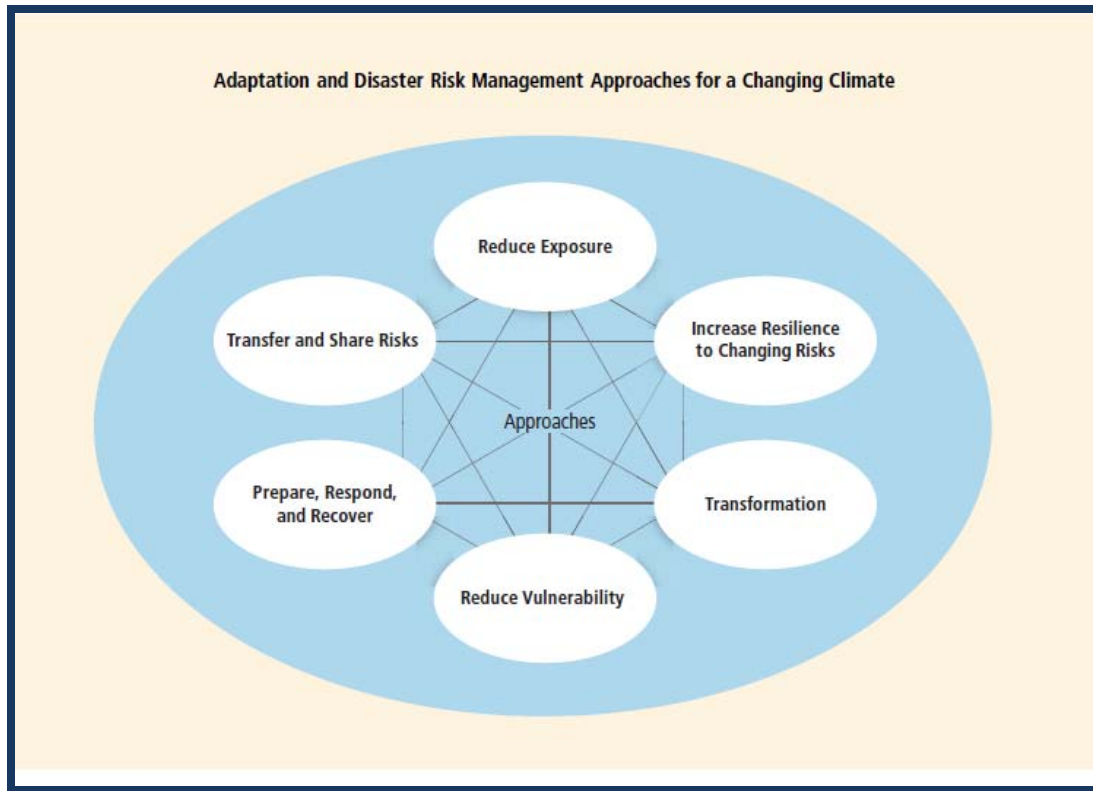 Adaptation and Disaster Risk Management Approaches for a Changing Climate
Reduce Exposure
Transfer and Share Risks
Increase Resilience
to Changing Risks
Approaches
Prepare, Respond,
and Recover
Transformation
Reduce Vulnerability